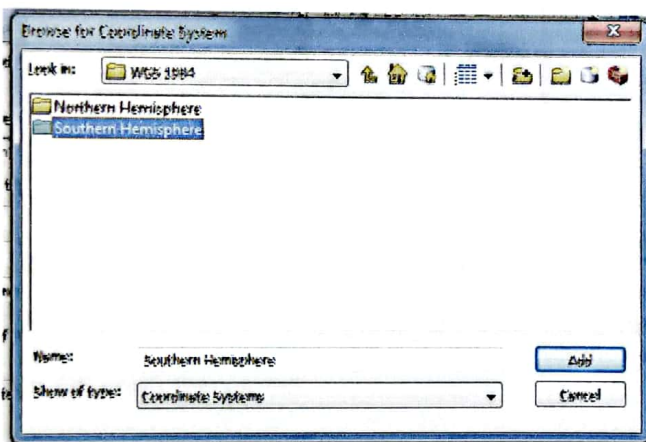 Browse for Coordinate System
Look in: WGS 1984
Northern Hemisphere
Southern Hemisphere
Name: Southern Hemisphere Add
Show of type: Coordinate Systems Cancel